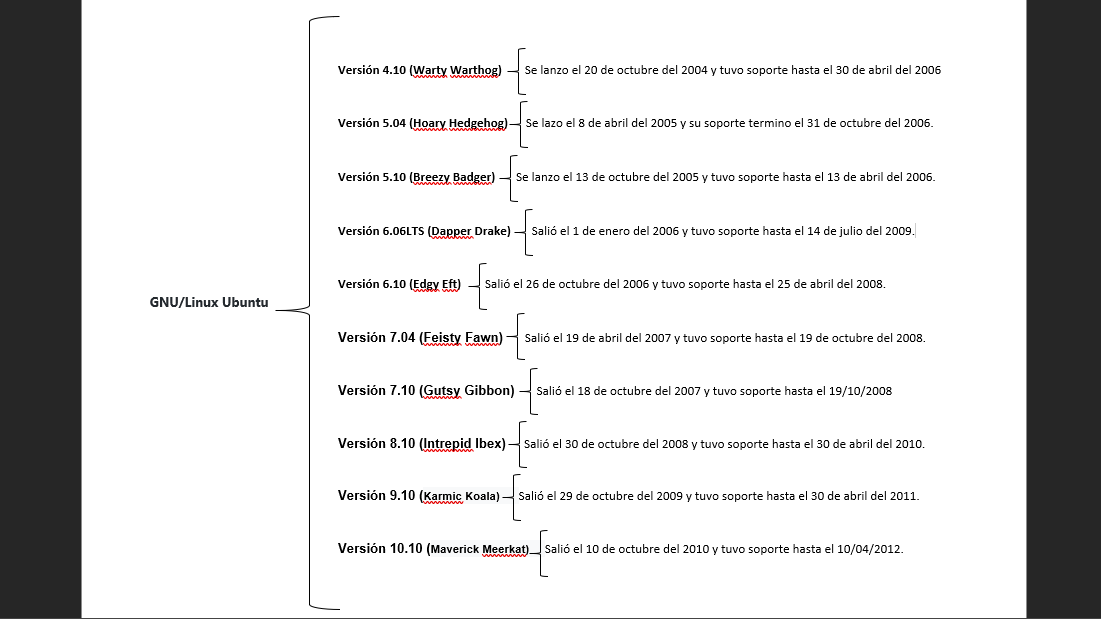 Versión 4.10 (Warty Warthog) Se lanzo el 20 de octubre del 2004 y tuvo soporte hasta el 30 de abril del 2006
Versión 5.04 (Hoary Hedgehog) Se lazo el 8 de abril del 2005 y su soporte termino el 31 de octubre del 2006.
Versión 5.10 (Breezy Badger) Se lanzo el 13 de octubre del 2005 y tuvo soporte hasta el 13 de abril del 2006.
Versión 6.06LTS (Dapper Drake) Salió el 1 de enero del 2006 y tuvo soporte hasta el 14 de julio del 2009.
Versión 6.10 (Edgy Eft) Salió el 26 de octubre del 2006 y tuvo soporte hasta el 25 de abril del 2008.
GNU/Linux Ubuntu
Versión 7.04 (Feisty Fawn) Salió el 19 de abril del 2007 y tuvo soporte hasta el 19 de octubre del 2008.
Versión 7.10 (Gutsy Gibbon) Salió el 18 de octubre del 2007 y tuvo soporte hasta el 19/10/2008
Versión 8.10 (Intrepid Ibex) Salió el 30 de octubre del 2008 y tuvo soporte hasta el 30 de abril del 2010.
Versión 9.10 (Karmic Koala) Salió el 29 de octubre del 2009 y tuvo soporte hasta el 30 de abril del 2011.
Versión 10.10 (Maverick Meerkat) Salió el 10 de octubre del 2010 y tuvo soporte hasta el 10/04/2012.